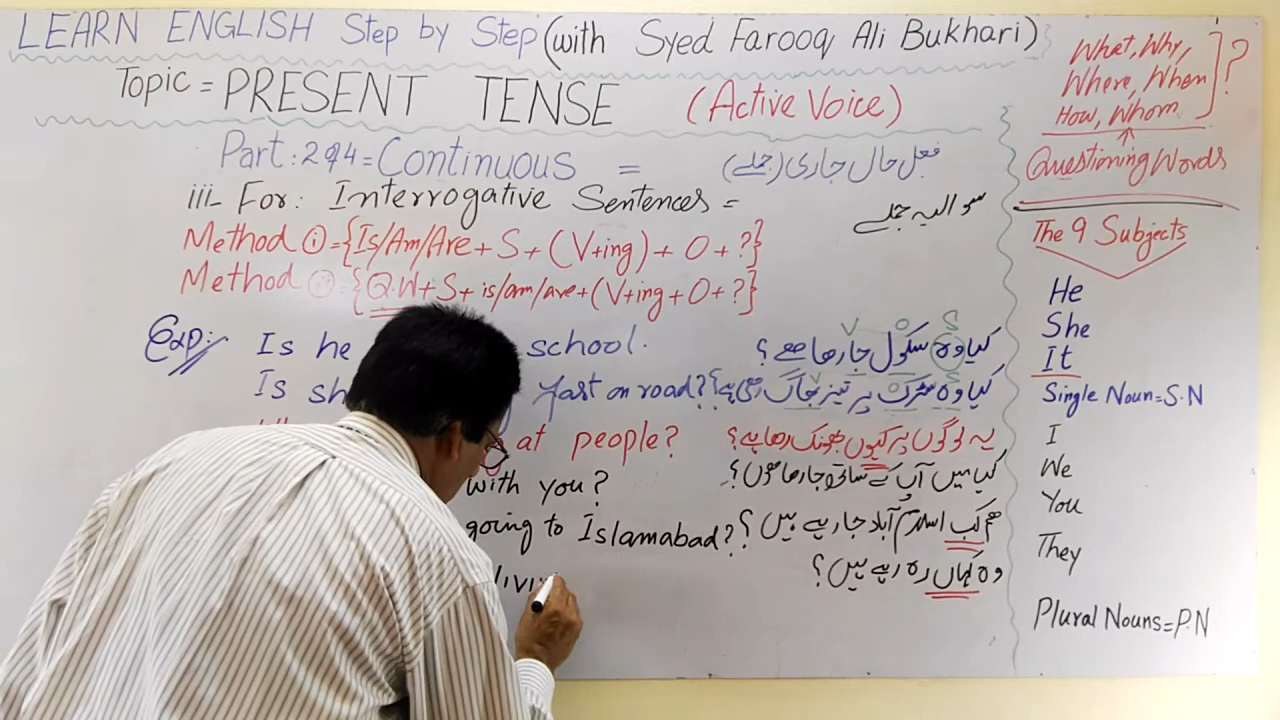 LEARN ENGLISH Step by Step (with Syed Farooq Ali Bukhari)
Topic = PRESENT TENSE (Active Voice)
Part: 2 of 4 = Continuous = فعل حال جاری (جملے)
iii- For: Interrogative Sentences = سوالیہ جملے
Method ① = {Is/Am/Are + S + (V+ing) + O + ?}
Method ② = {Q.W + S + is/am/are + (V+ing + O + ?}
Exp:- Is he school. کیا وہ سکول جا رہا ہے ؟
S O V
Is sh fast on road? کیا وہ سڑک پر تیز بھاگ رہی ہے ؟
S O V
at people? یہ لوگوں پر کیوں بھونک رہا ہے ؟
with you? کیا میں آپ کے ساتھ جا رہا ہوں ؟
going to Islamabad? ہم کب اسلام آباد جا رہے ہیں ؟
livi وہ کہاں رہ رہے ہیں ؟
What, Why,
Where, When
How, Whom ] ?
Questioning Words
The 9 Subjects
He
She
It
Single Noun = S.N
I
We
You
They
Plural Nouns = P.N